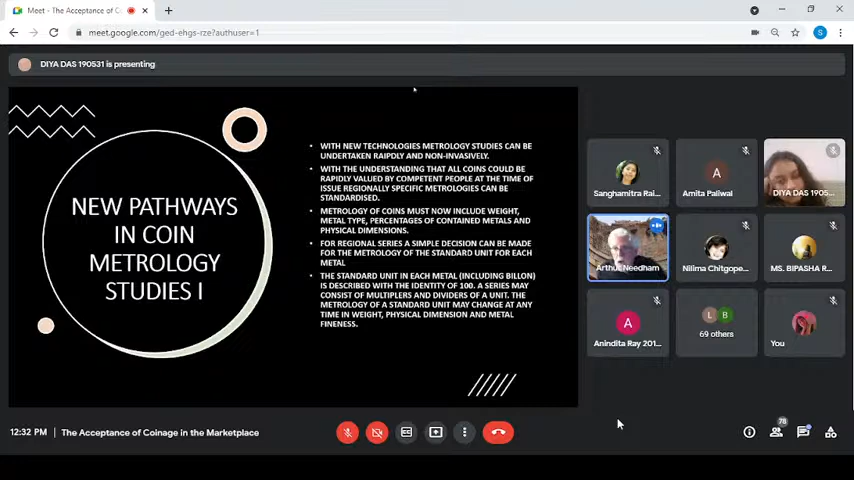 Meet - The Acceptance of C
meet.google.com/ged-ehgs-rze?authuser=1
S
DIYA DAS 190531 is presenting
NEW PATHWAYS
IN COIN
METROLOGY
STUDIES I
• WITH NEW TECHNOLOGIES METROLOGY STUDIES CAN BE
UNDERTAKEN RAIPDLY AND NON-INVASIVELY.
• WITH THE UNDERSTANDING THAT ALL COINS COULD BE
RAPIDLY VALUED BY COMPETENT PEOPLE AT THE TIME OF
ISSUE REGIONALLY SPECIFIC METROLOGIES CAN BE
STANDARDISED.
• METROLOGY OF COINS MUST NOW INCLUDE WEIGHT,
METAL TYPE, PERCENTAGES OF CONTAINED METALS AND
PHYSICAL DIMENSIONS.
• FOR REGIONAL SERIES A SIMPLE DECISION CAN BE MADE
FOR THE METROLOGY OF THE STANDARD UNIT FOR EACH
METAL
• THE STANDARD UNIT IN EACH METAL (INCLUDING BILLON)
IS DESCRIBED WITH THE IDENTITY OF 100. A SERIES MAY
CONSIST OF MULTIPLERS AND DIVIDERS OF A UNIT. THE
METROLOGY OF A STANDARD UNIT MAY CHANGE AT ANY
TIME IN WEIGHT, PHYSICAL DIMENSION AND METAL
FINENESS.
Sanghamitra Rai...
A
Amita Paliwal
DIYA DAS 1905...
Arthur Needham
Nilima Chitgope...
MS. BIPASHA R...
A
Anindita Ray 201...
L B
69 others
You
12:32 PM | The Acceptance of Coinage in the Marketplace
78